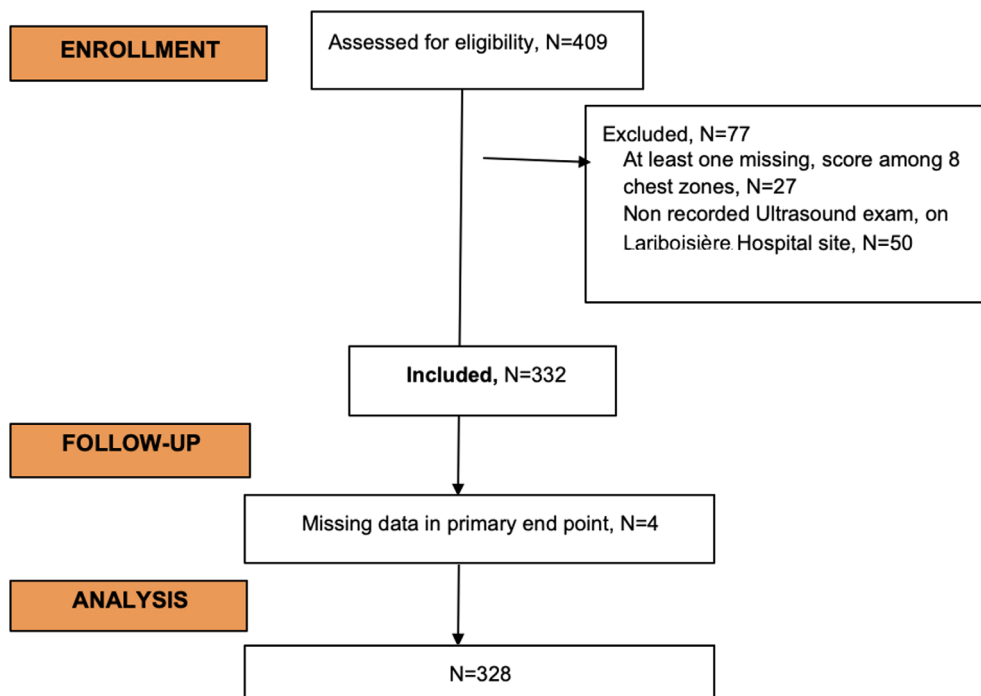 ENROLLMENT
Assessed for eligibility, N=409
Excluded, N=77
At least one missing, score among 8
chest zones, N=27
Non recorded Ultrasound exam, on
Lariboisière Hospital site, N=50
Included, N=332
FOLLOW-UP
Missing data in primary end point, N=4
ANALYSIS
N=328